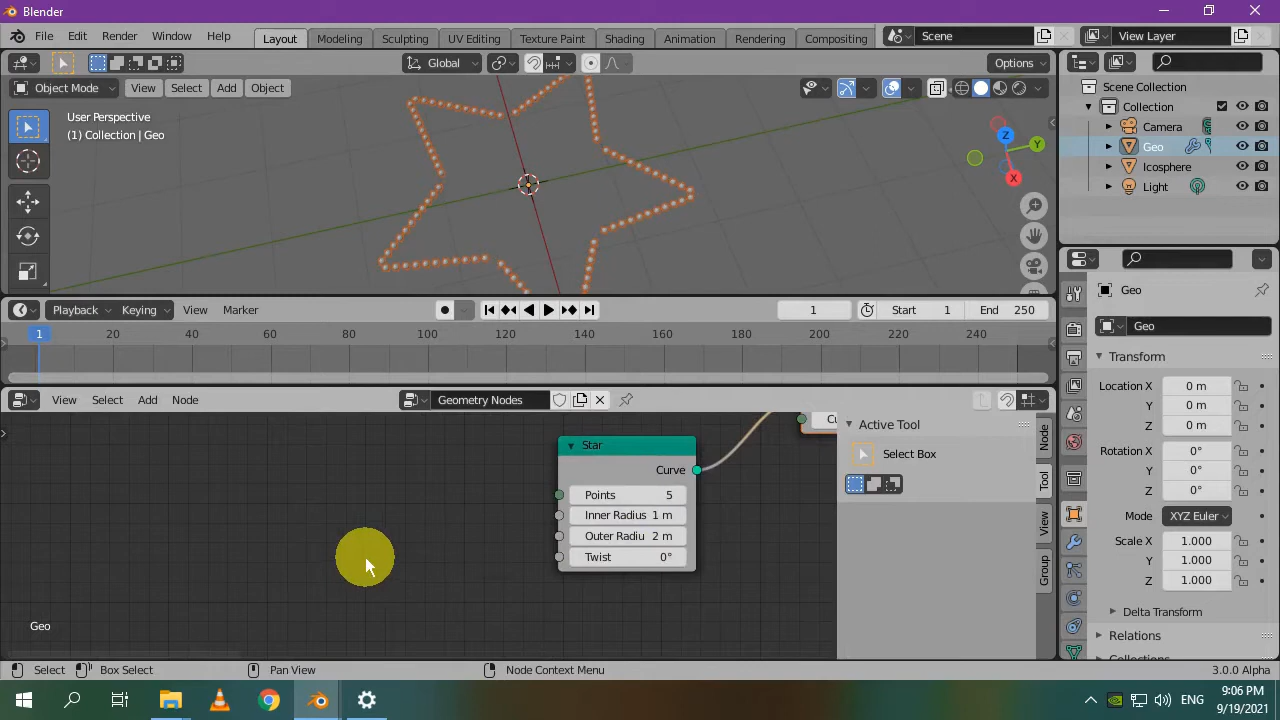 Blender
File Edit Render Window Help
Layout Modeling Sculpting UV Editing Texture Paint Shading Animation Rendering Compositing
Scene
View Layer
Global
Options
Object Mode View Select Add Object
User Perspective
(1) Collection | Geo
Z
Y
X
Scene Collection
Collection
Camera
Geo
Icosphere
Light
Playback Keying View Marker
1
Start 1
End 250
1 20 40 60 80 100 120 140 160 180 200 220 240
View Select Add Node
Geometry Nodes
Star
Curve
Points 5
Inner Radius 1 m
Outer Radiu 2 m
Twist 0°
Cu
Active Tool
Select Box
Node
Tool
View
Group
Geo
Geo
Geo
Transform
Location X 0 m
Y 0 m
Z 0 m
Rotation X 0°
Y 0°
Z 0°
Mode XYZ Euler
Scale X 1.000
Y 1.000
Z 1.000
Delta Transform
Relations
Select
Box Select
Pan View
Node Context Menu
3.0.0 Alpha
ENG
9:06 PM
9/19/2021